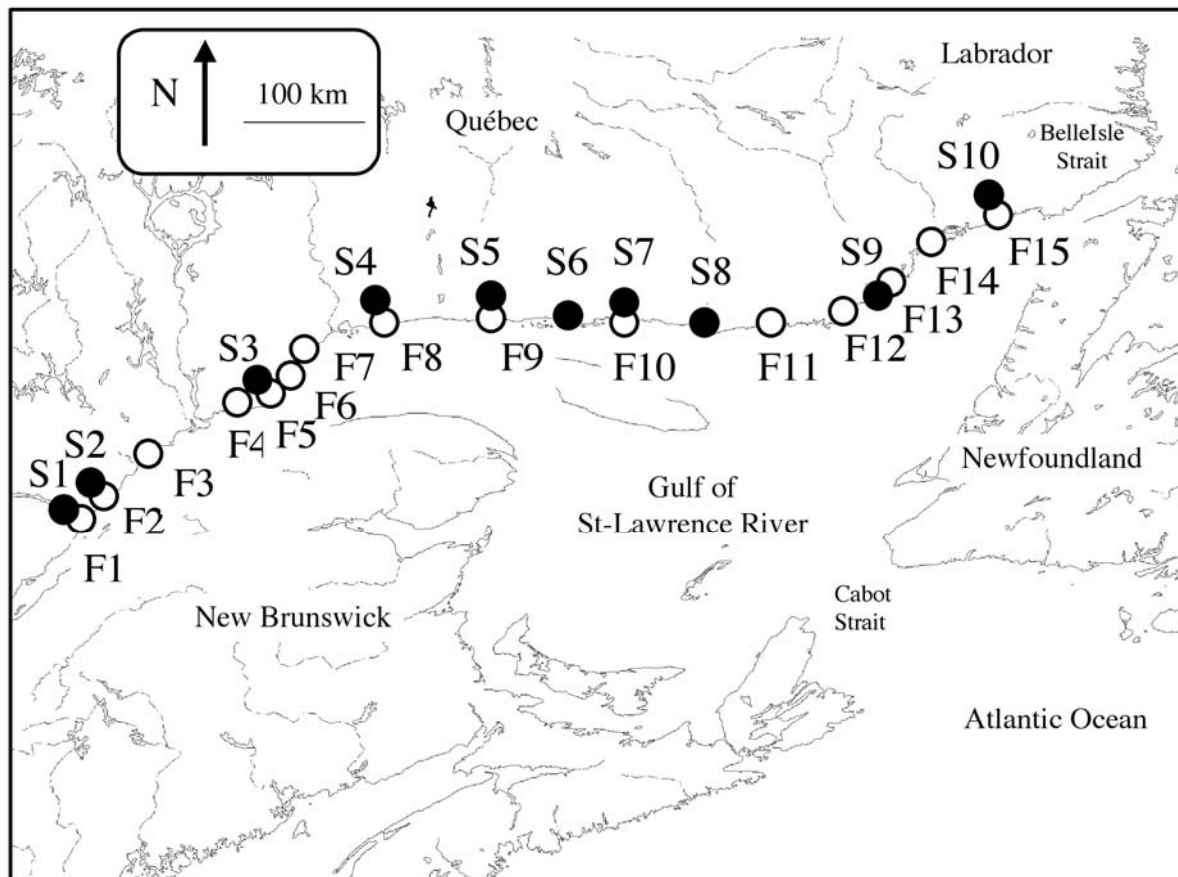 Labrador
N
100 km
Québec
BelleIsle
Strait
S10
S4
S5
S6
S7
S8
S9
F15
F14
F13
F12
F11
F10
F9
F8
F7
S3
F6
F5
F4
S2
S1
F3
F2
F1
Newfoundland
Gulf of
St-Lawrence River
New Brunswick
Cabot
Strait
Atlantic Ocean